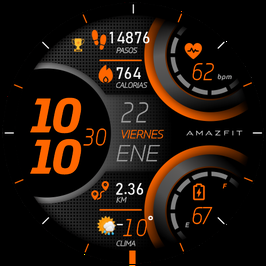 14876
PASOS
764
CALORIAS
62 bpm
10
10
30
22
VIERNES
ENE
AMAZFIT
2.36
KM
-10°
CLIMA
F
67
E